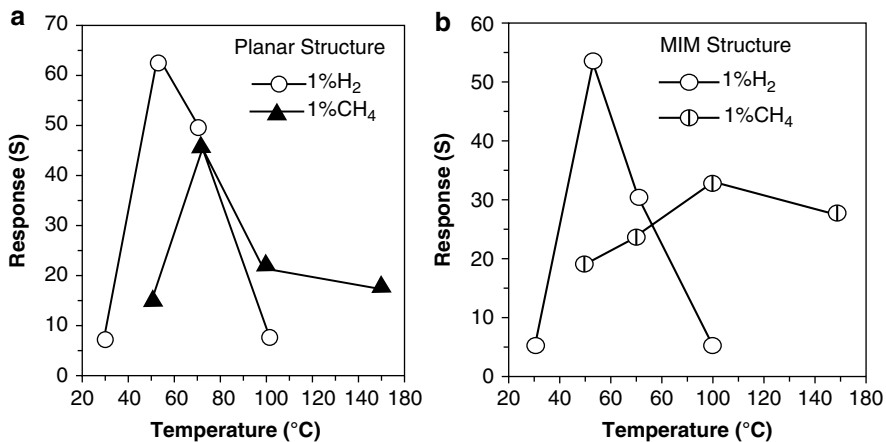 a
Planar Structure
1%H₂
1%CH₄
Response (S)
70
60
50
40
30
20
10
0
20 40 60 80 100 120 140 160 180
Temperature (°C)
b
MIM Structure
1%H₂
1%CH₄
Response (S)
60
50
40
30
20
10
0
20 40 60 80 100 120 140 180
Temperature (°C)